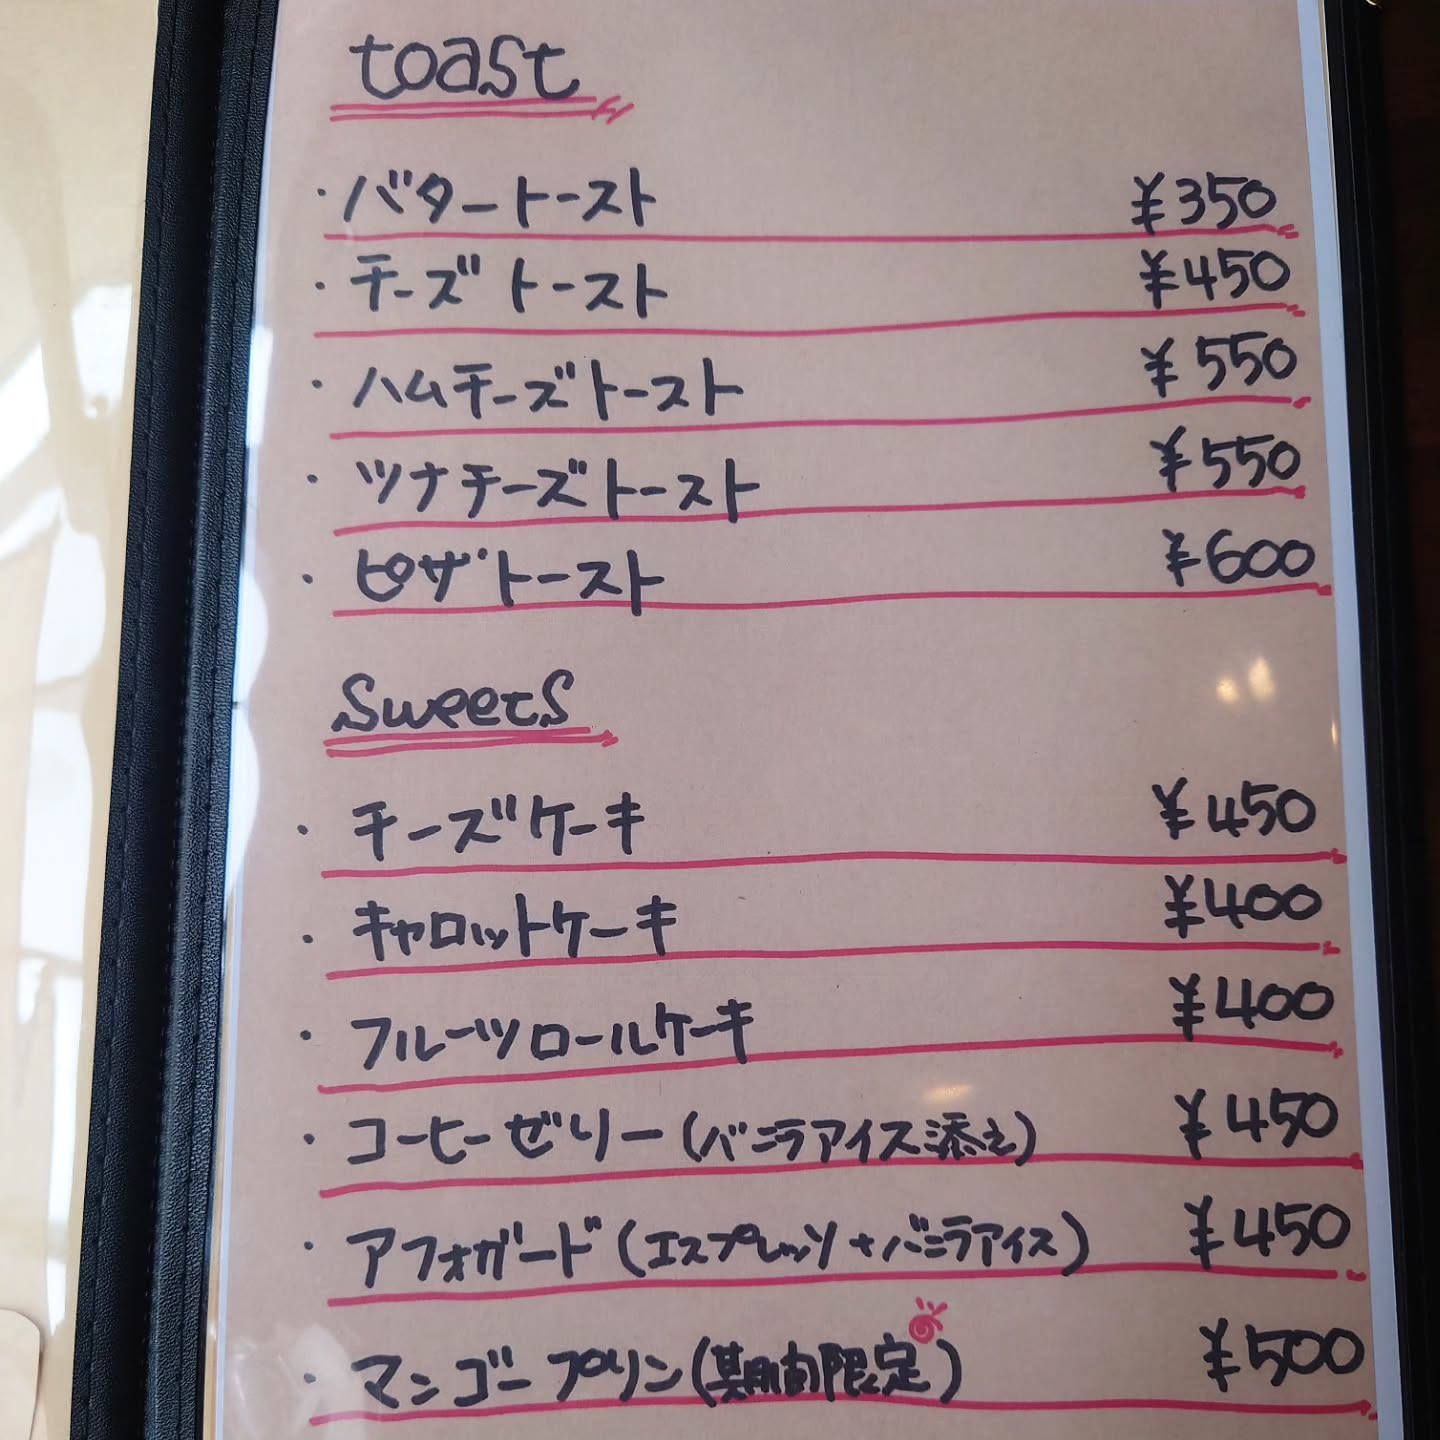 toast
・バタートースト ¥350
・チーズトースト ¥450
・ハムチーズトースト ¥550
・ツナチーズトースト ¥550
・ピザトースト ¥600
sweets
・チーズケーキ ¥450
・キャロットケーキ ¥400
・フルーツロールケーキ ¥400
・コーヒーゼリー(バニラアイス添え) ¥450
・アフォガード(エスプレッソ+バニラアイス) ¥450
・マンゴープリン(期間限定) ¥500